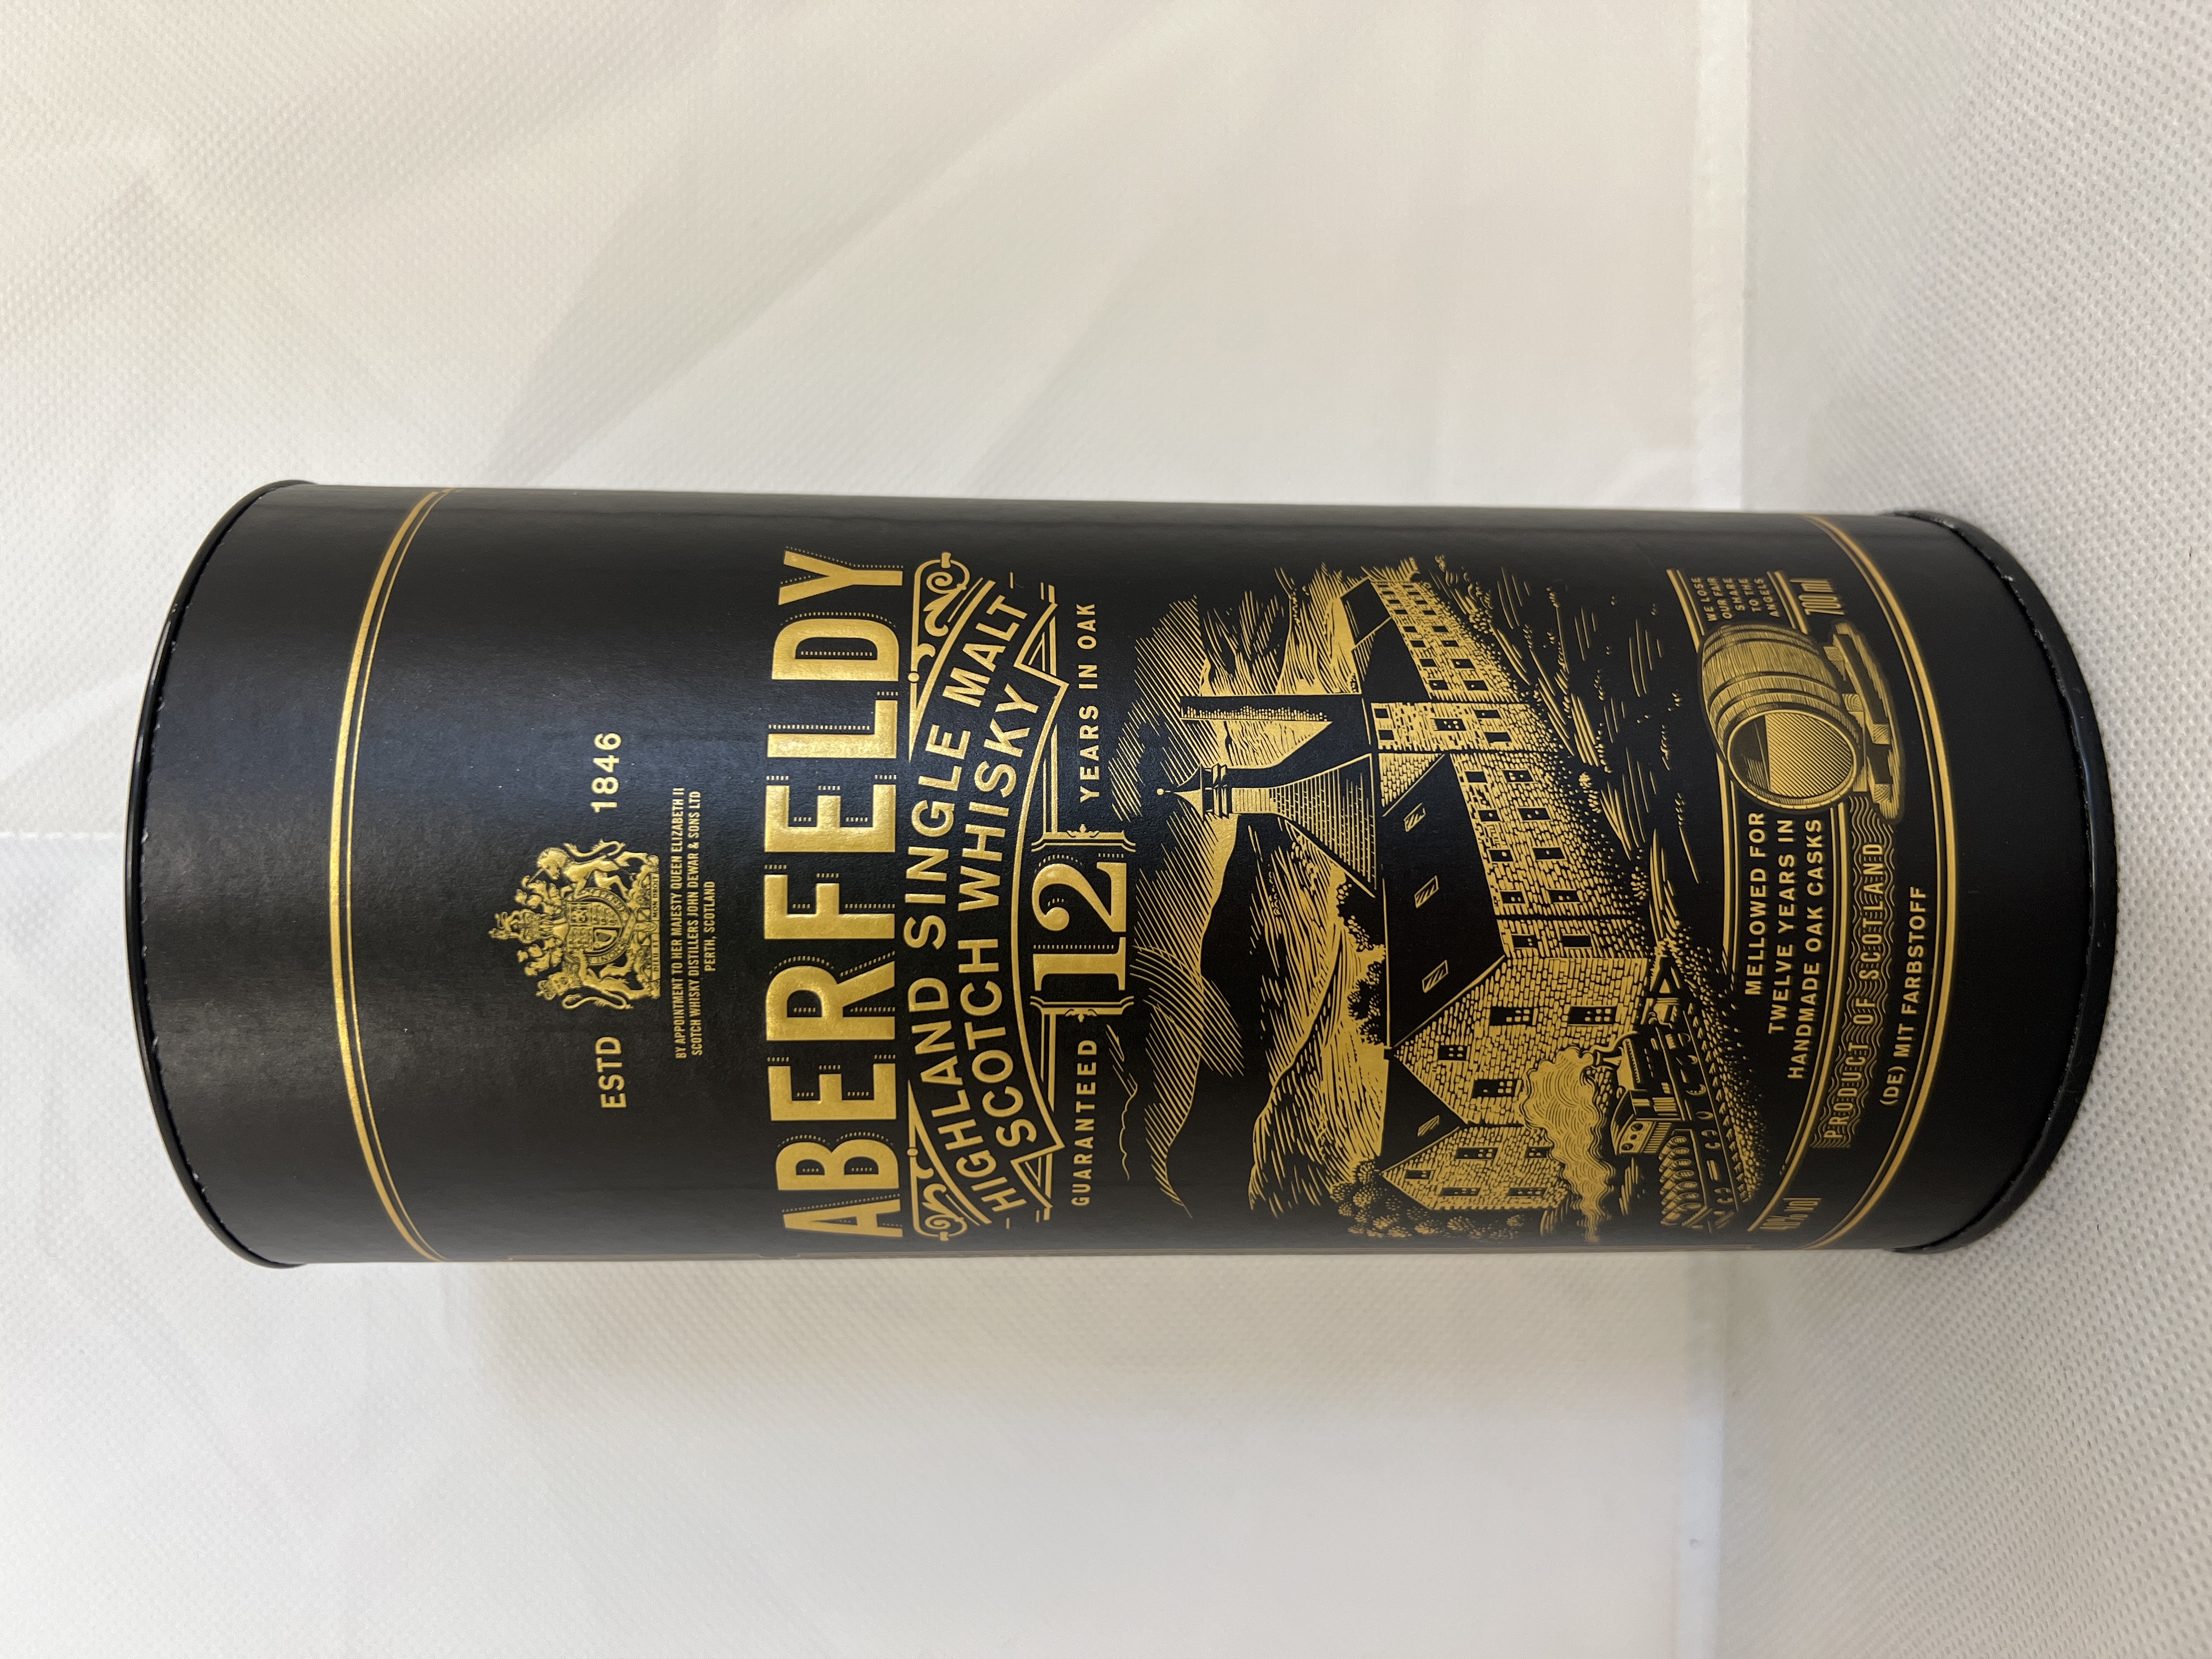 ESTD 1846
BY APPOINTMENT TO HER MAJESTY QUEEN ELIZABETH II
SCOTCH WHISKY DISTILLERS JOHN DEWAR & SONS LTD
PERTH, SCOTLAND
ABERFELDY
HIGHLAND SINGLE MALT
SCOTCH WHISKY
GUARANTEED 12 YEARS IN OAK
MELLOWED FOR
TWELVE YEARS IN
HANDMADE OAK CASKS
WE LOSE
OUR FAIR
SHARE
TO THE
ANGELS
40% vol
PRODUCT OF SCOTLAND
700 ml
(DE) MIT FARBSTOFF